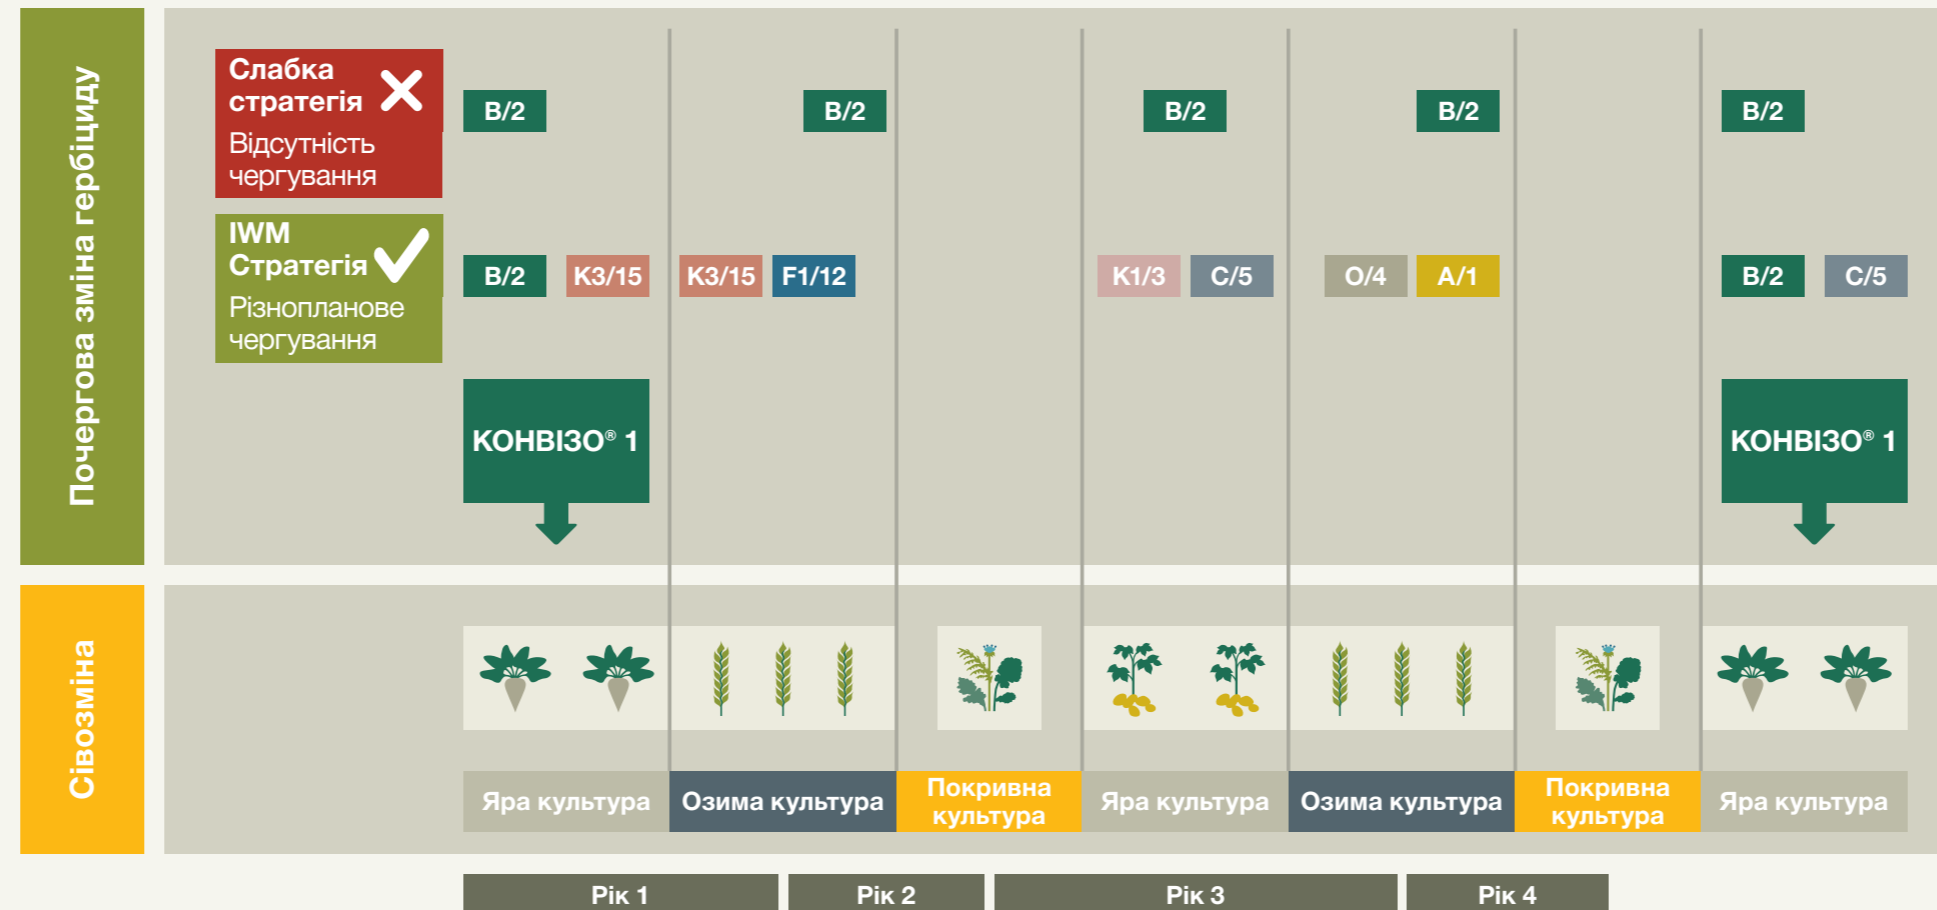 Почергова зміна гербіциду
Слабка
стратегія
Відсутність
чергування
B/2
B/2
B/2
B/2
B/2
IWM
Стратегія
Різнопланове
чергування
B/2
K3/15
K3/15
F1/12
K1/3
C/5
O/4
A/1
B/2
C/5
КОНВІЗО® 1
КОНВІЗО® 1
Сівозміна
Яра культура
Озима культура
Покривна
культура
Яра культура
Озима культура
Покривна
культура
Яра культура
Рік 1
Рік 2
Рік 3
Рік 4